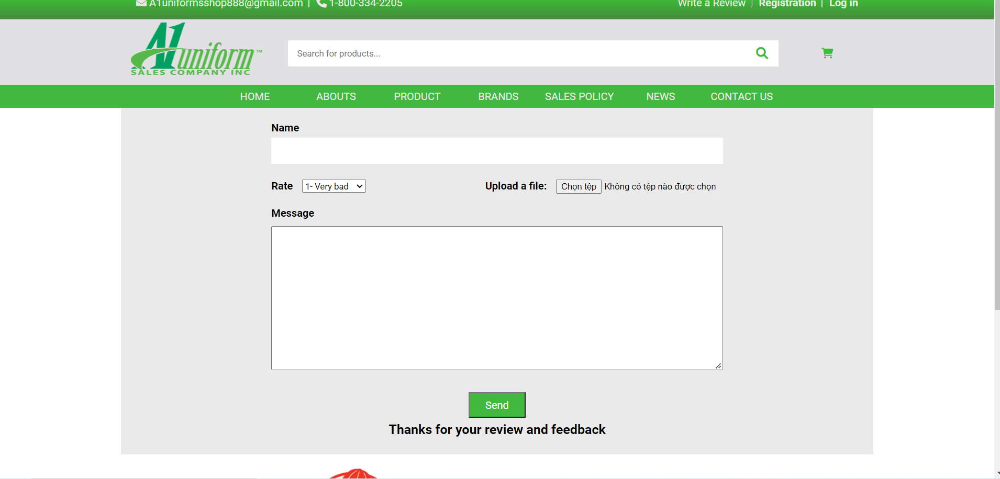 A1uniformsshop888@gmail.com | 1-800-334-2205 Write a Review | Registration | Log in
A1 uniform ™
SALES COMPANY INC
Search for products...
HOME ABOUTS PRODUCT BRANDS SALES POLICY NEWS CONTACT US
Name
Rate 1- Very bad Upload a file: Chọn tệp Không có tệp nào được chọn
Message
Send
Thanks for your review and feedback